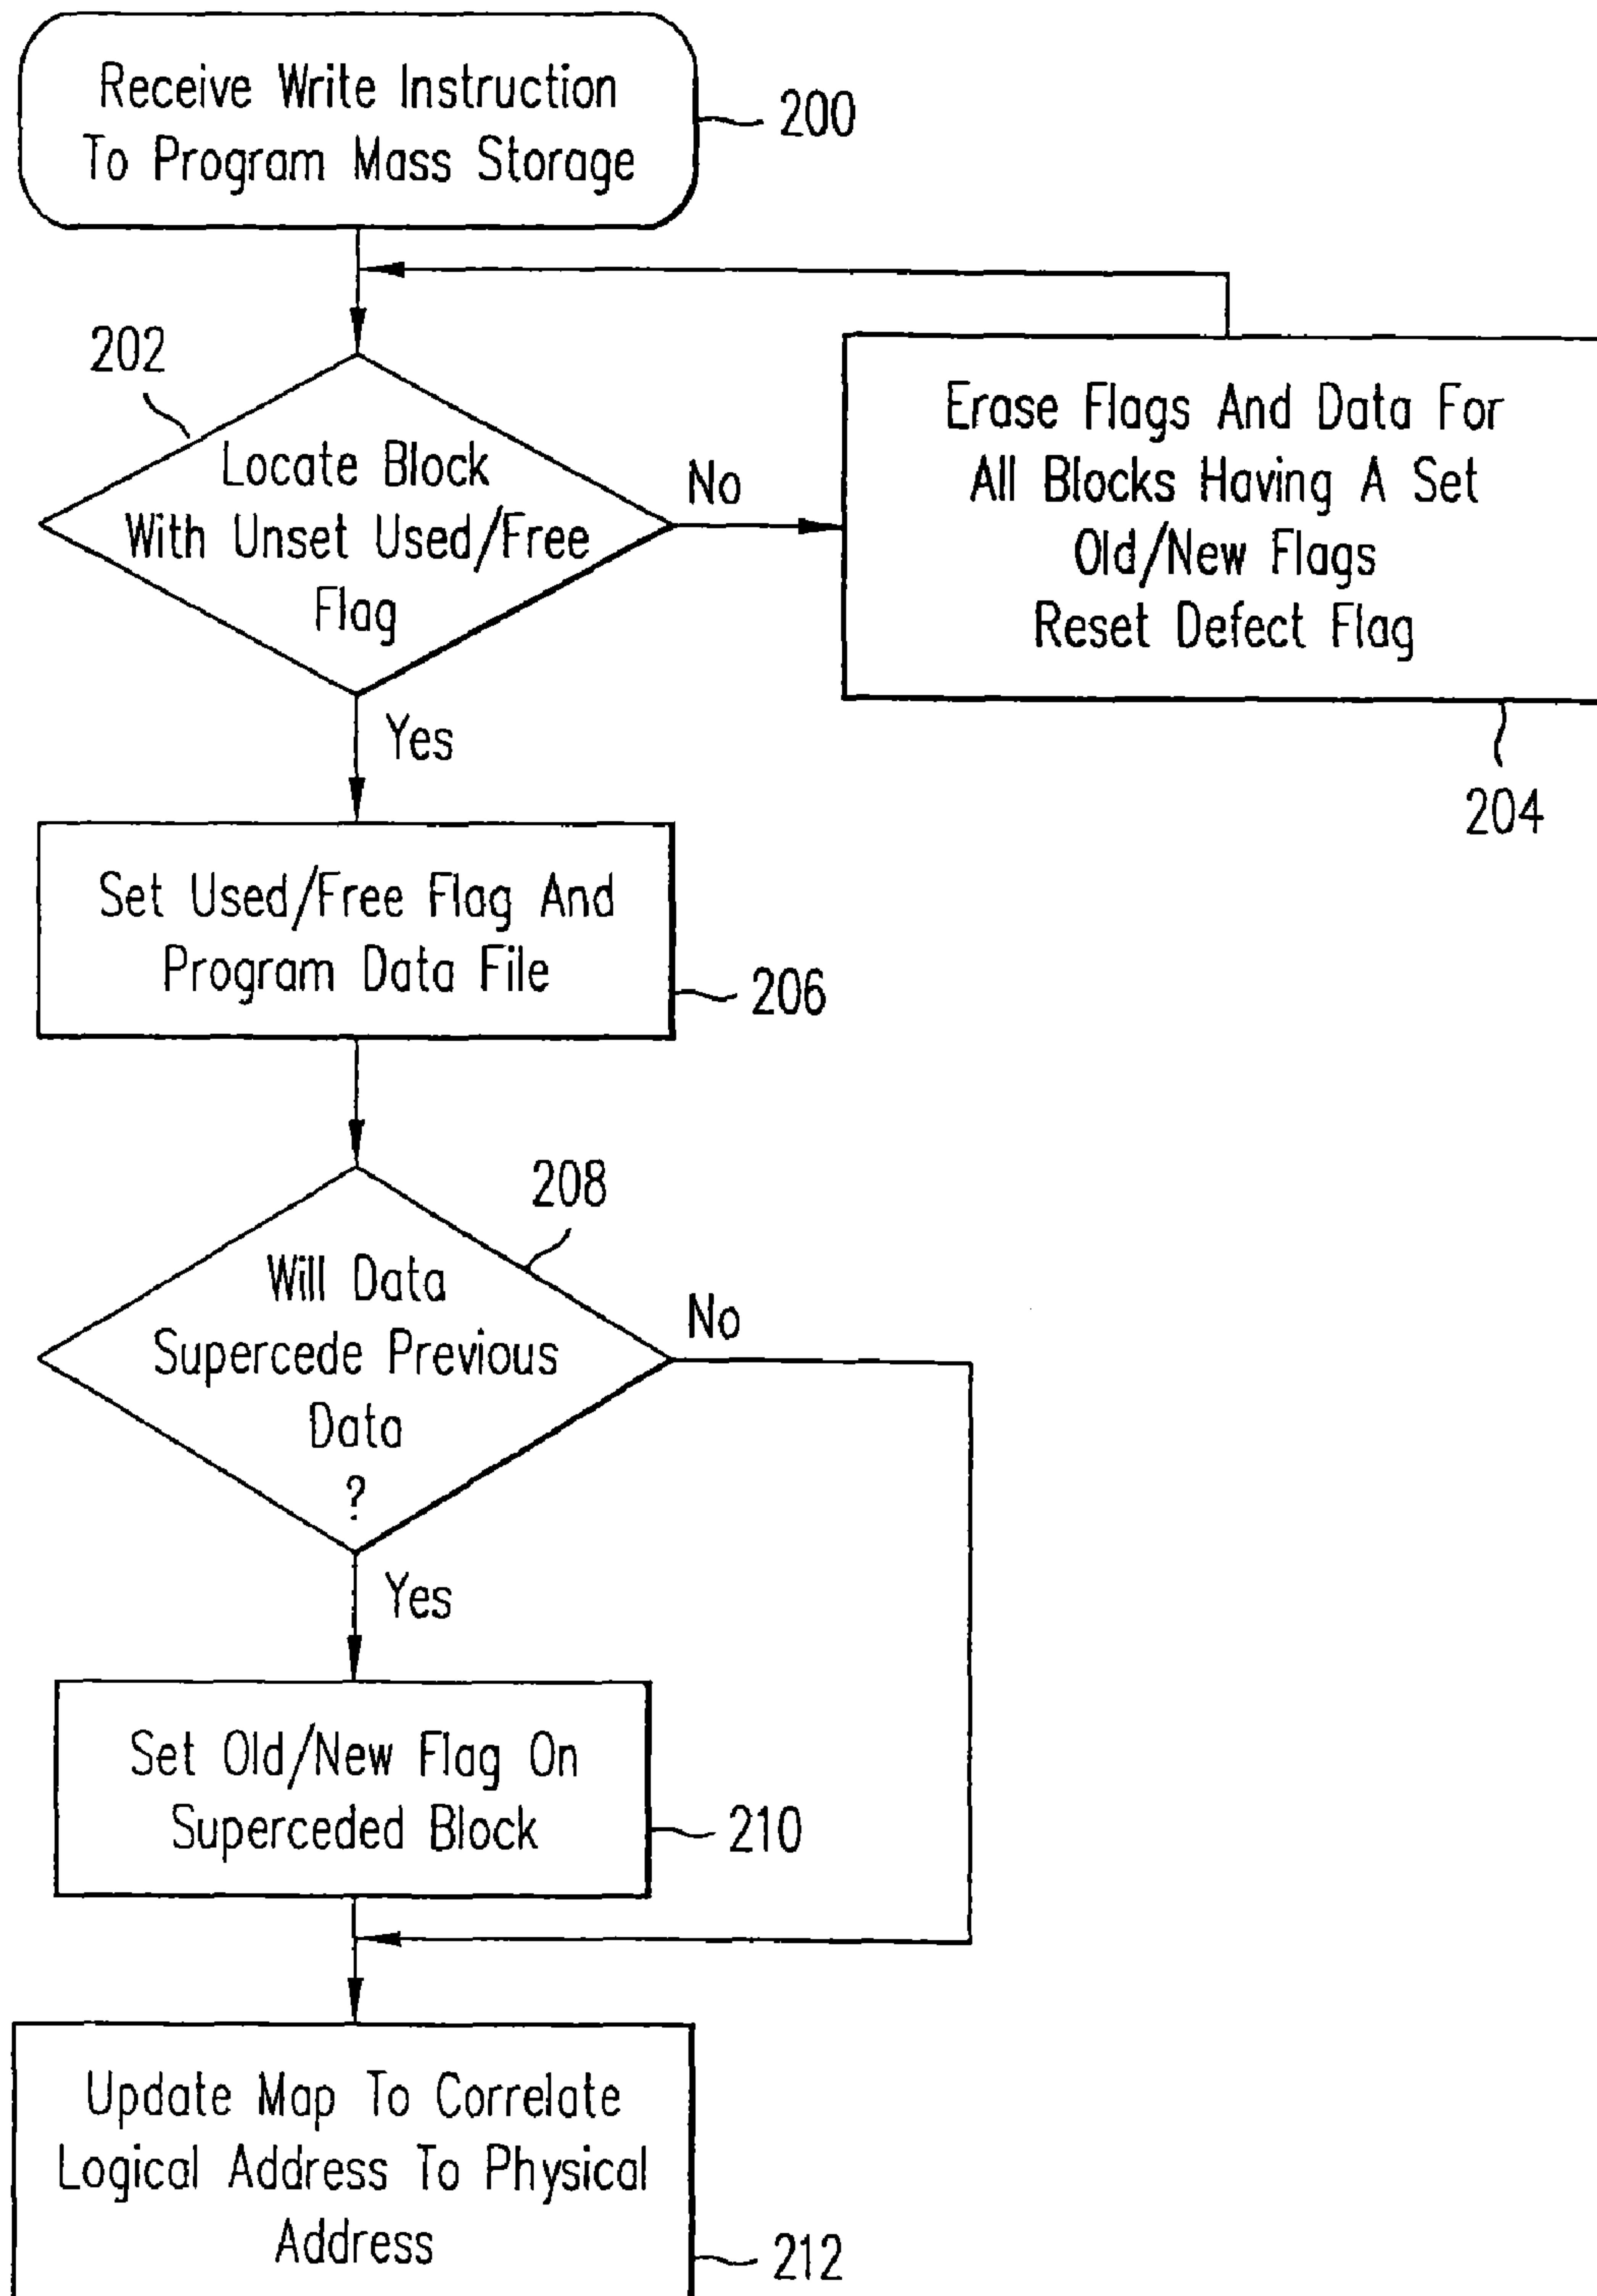 Receive Write Instruction
To Program Mass Storage
200
202
Locate Block
With Unset Used/Free
Flag
No
Erase Flags And Data For
All Blocks Having A Set
Old/New Flags
Reset Defect Flag
204
Yes
Set Used/Free Flag And
Program Data File
206
208
Will Data
Supercede Previous
Data
?
No
Yes
Set Old/New Flag On
Superceded Block
210
Update Map To Correlate
Logical Address To Physical
Address
212